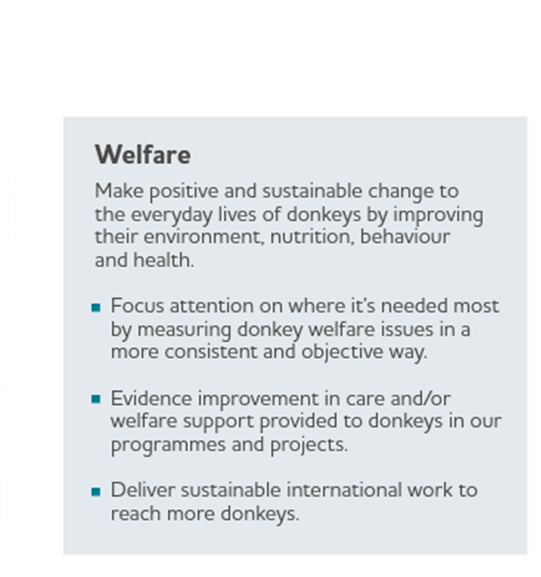 Welfare
Make positive and sustainable change to
the everyday lives of donkeys by improving
their environment, nutrition, behaviour
and health.
Focus attention on where it's needed most
by measuring donkey welfare issues in a
more consistent and objective way.
Evidence improvement in care and/or
welfare support provided to donkeys in our
programmes and projects.
Deliver sustainable international work to
reach more donkeys.